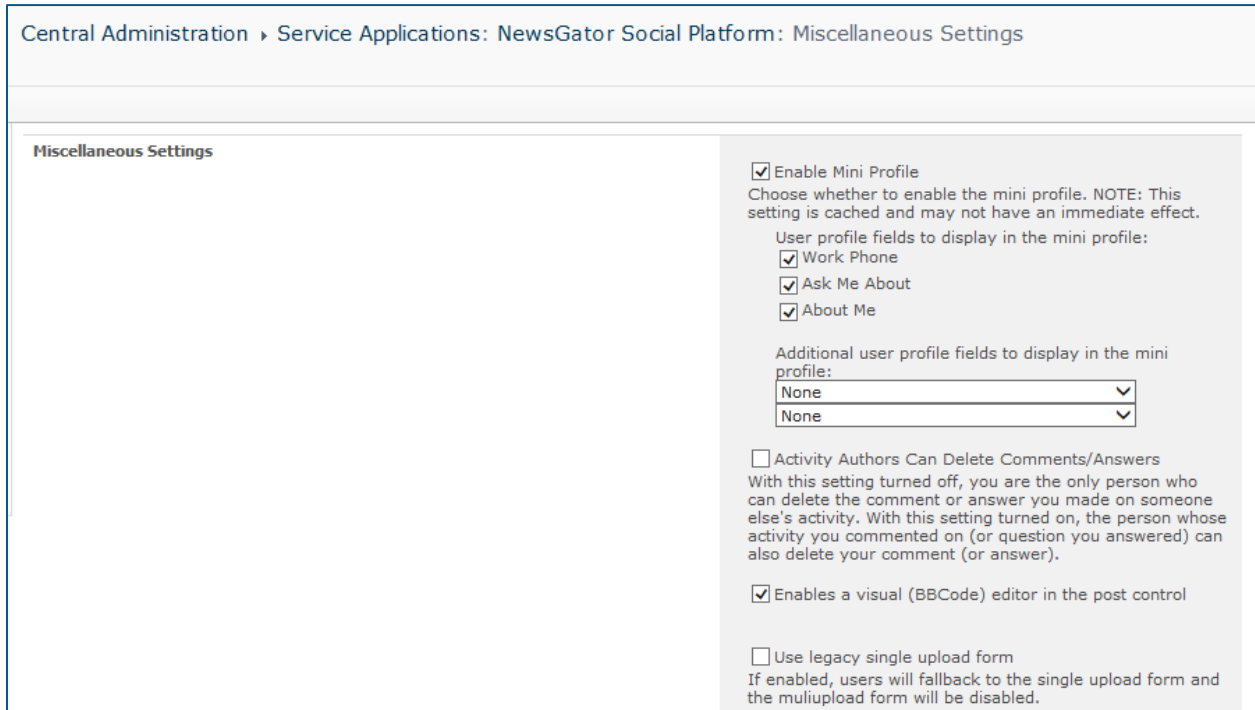 Central Administration ▸ Service Applications: NewsGator Social Platform: Miscellaneous Settings
Miscellaneous Settings
Enable Mini Profile
Choose whether to enable the mini profile. NOTE: This
setting is cached and may not have an immediate effect.
User profile fields to display in the mini profile:
Work Phone
Ask Me About
About Me
Additional user profile fields to display in the mini
profile:
None
None
Activity Authors Can Delete Comments/Answers
With this setting turned off, you are the only person who
can delete the comment or answer you made on someone
else's activity. With this setting turned on, the person whose
activity you commented on (or question you answered) can
also delete your comment (or answer).
Enables a visual (BBCode) editor in the post control
Use legacy single upload form
If enabled, users will fallback to the single upload form and
the muliupload form will be disabled.